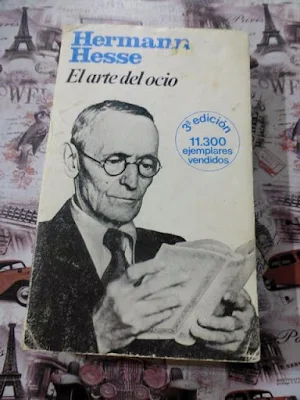 Hermann
Hesse
El arte del ocio
3ª edición
11.300
ejemplares
vendidos